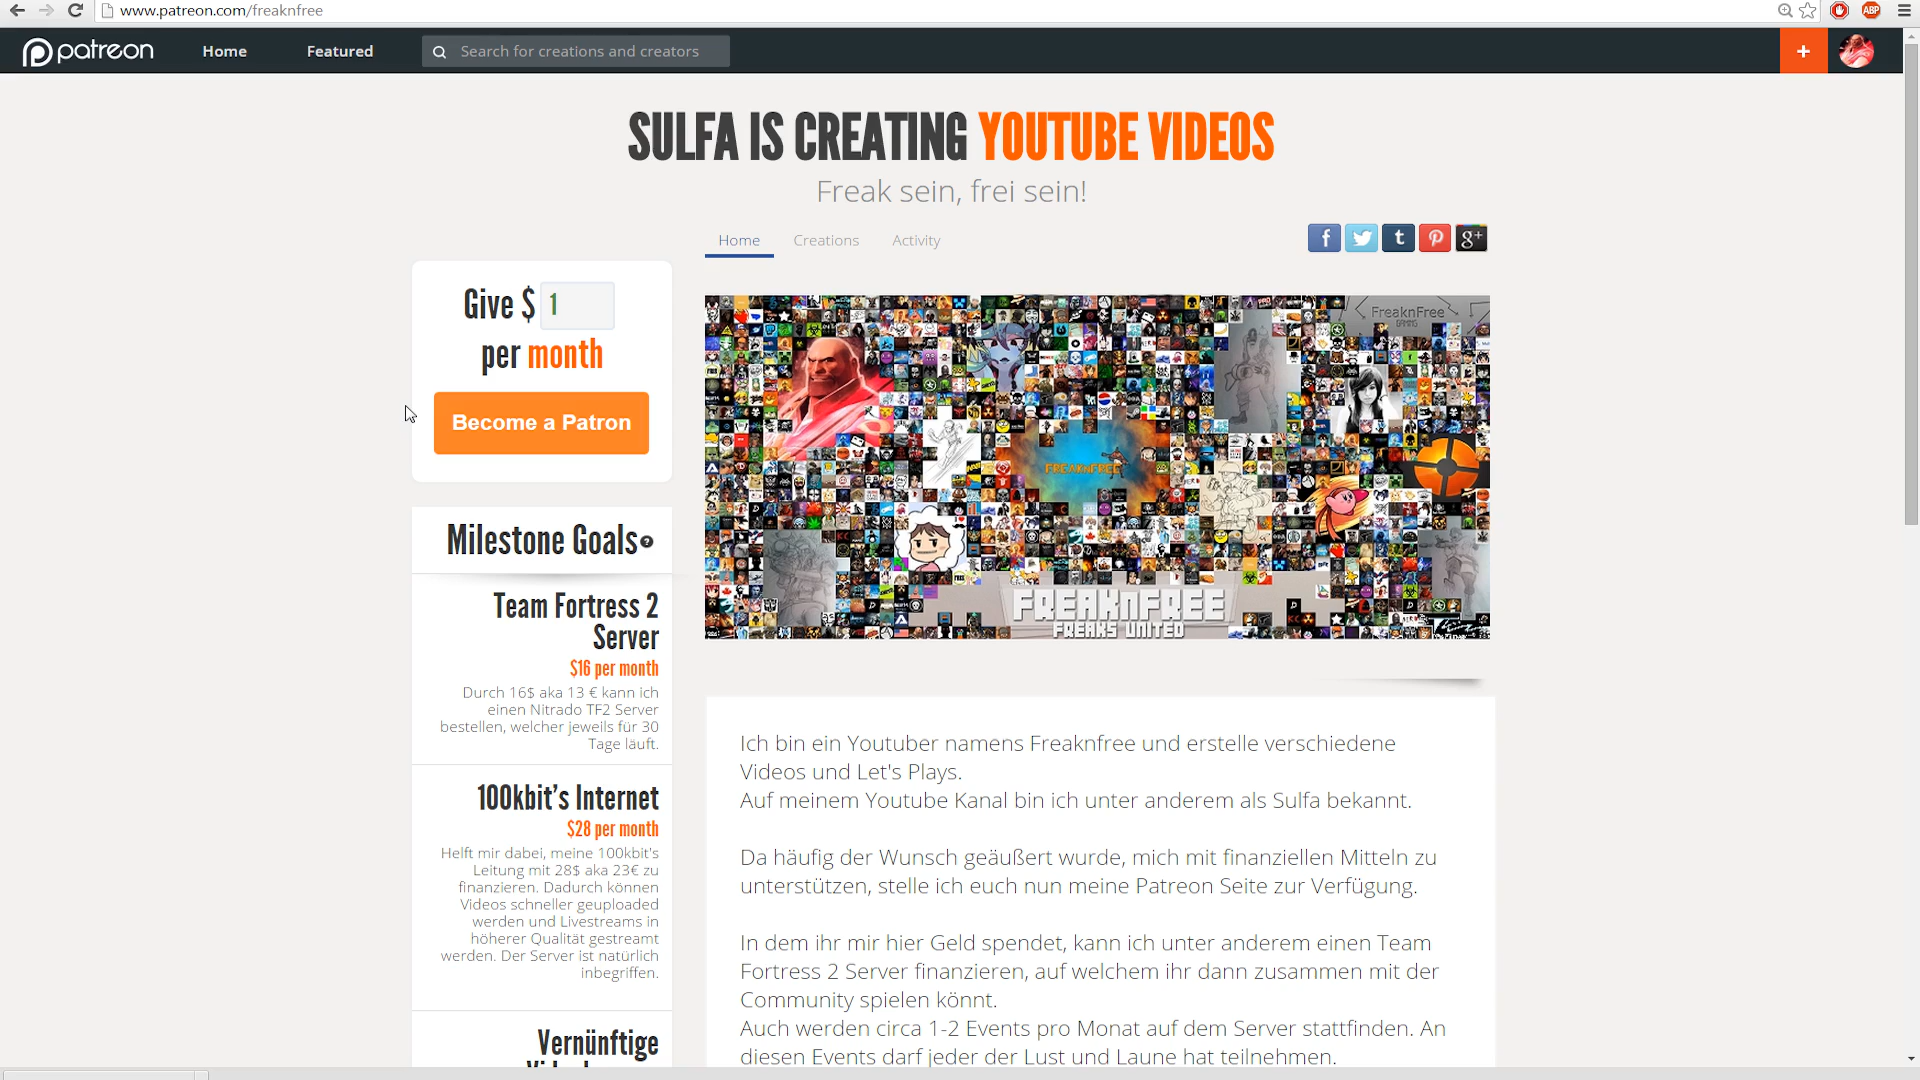 www.patreon.com/freaknfree
ABP
patreon
Home
Featured
Search for creations and creators
+
SULFA IS CREATING YOUTUBE VIDEOS
Freak sein, frei sein!
Home
Creations
Activity
f
t
g+
Give $ 1
per month
Become a Patron
FreaknFree
GAMING
FREAKNFREE
FREAKNFREE
FREAKS UNITED
Milestone Goals
Team Fortress 2
Server
$16 per month
Durch 16$ aka 13 € kann ich
einen Nitrado TF2 Server
bestellen, welcher jeweils für 30
Tage läuft.
100kbit's Internet
$28 per month
Helft mir dabei, meine 100kbit's
Leitung mit 28$ aka 23€ zu
finanzieren. Dadurch können
Videos schneller geuploaded
werden und Livestreams in
höherer Qualität gestreamt
werden. Der Server ist natürlich
inbegriffen.
Vernünftige
Ich bin ein Youtuber namens Freaknfree und erstelle verschiedene
Videos und Let's Plays.
Auf meinem Youtube Kanal bin ich unter anderem als Sulfa bekannt.
Da häufig der Wunsch geäußert wurde, mich mit finanziellen Mitteln zu
unterstützen, stelle ich euch nun meine Patreon Seite zur Verfügung.
In dem ihr mir hier Geld spendet, kann ich unter anderem einen Team
Fortress 2 Server finanzieren, auf welchem ihr dann zusammen mit der
Community spielen könnt.
Auch werden circa 1-2 Events pro Monat auf dem Server stattfinden. An
diesen Events darf jeder der Lust und Laune hat teilnehmen.